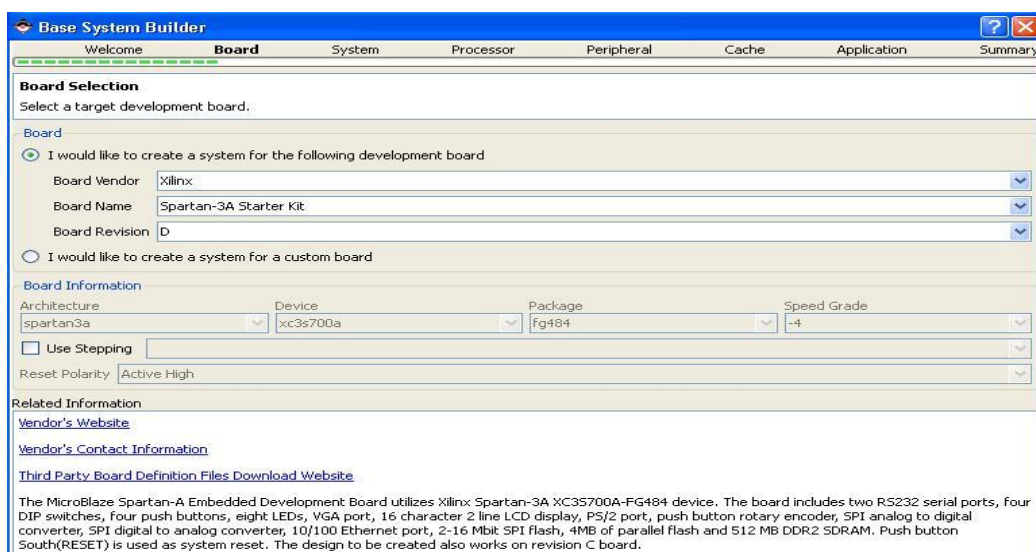 Base System Builder
Welcome Board System Processor Peripheral Cache Application Summary
Board Selection
Select a target development board.
Board
I would like to create a system for the following development board
Board Vendor Xilinx
Board Name Spartan-3A Starter Kit
Board Revision D
I would like to create a system for a custom board
Board Information
Architecture Device Package Speed Grade
spartan3a xc3s700a fg484 -4
Use Stepping
Reset Polarity Active High
Related Information
Vendor's Website
Vendor's Contact Information
Third Party Board Definition Files Download Website
The MicroBlaze Spartan-A Embedded Development Board utilizes Xilinx Spartan-3A XC3S700A-FG484 device. The board includes two RS232 serial ports, four
DIP switches, four push buttons, eight LEDs, VGA port, 16 character 2 line LCD display, PS/2 port, push button rotary encoder, SPI analog to digital
converter, SPI digital to analog converter, 10/100 Ethernet port, 2-16 Mbit SPI flash, 4MB of parallel flash and 512 MB DDR2 SDRAM. Push button
South(RESET) is used as system reset. The design to be created also works on revision C board.